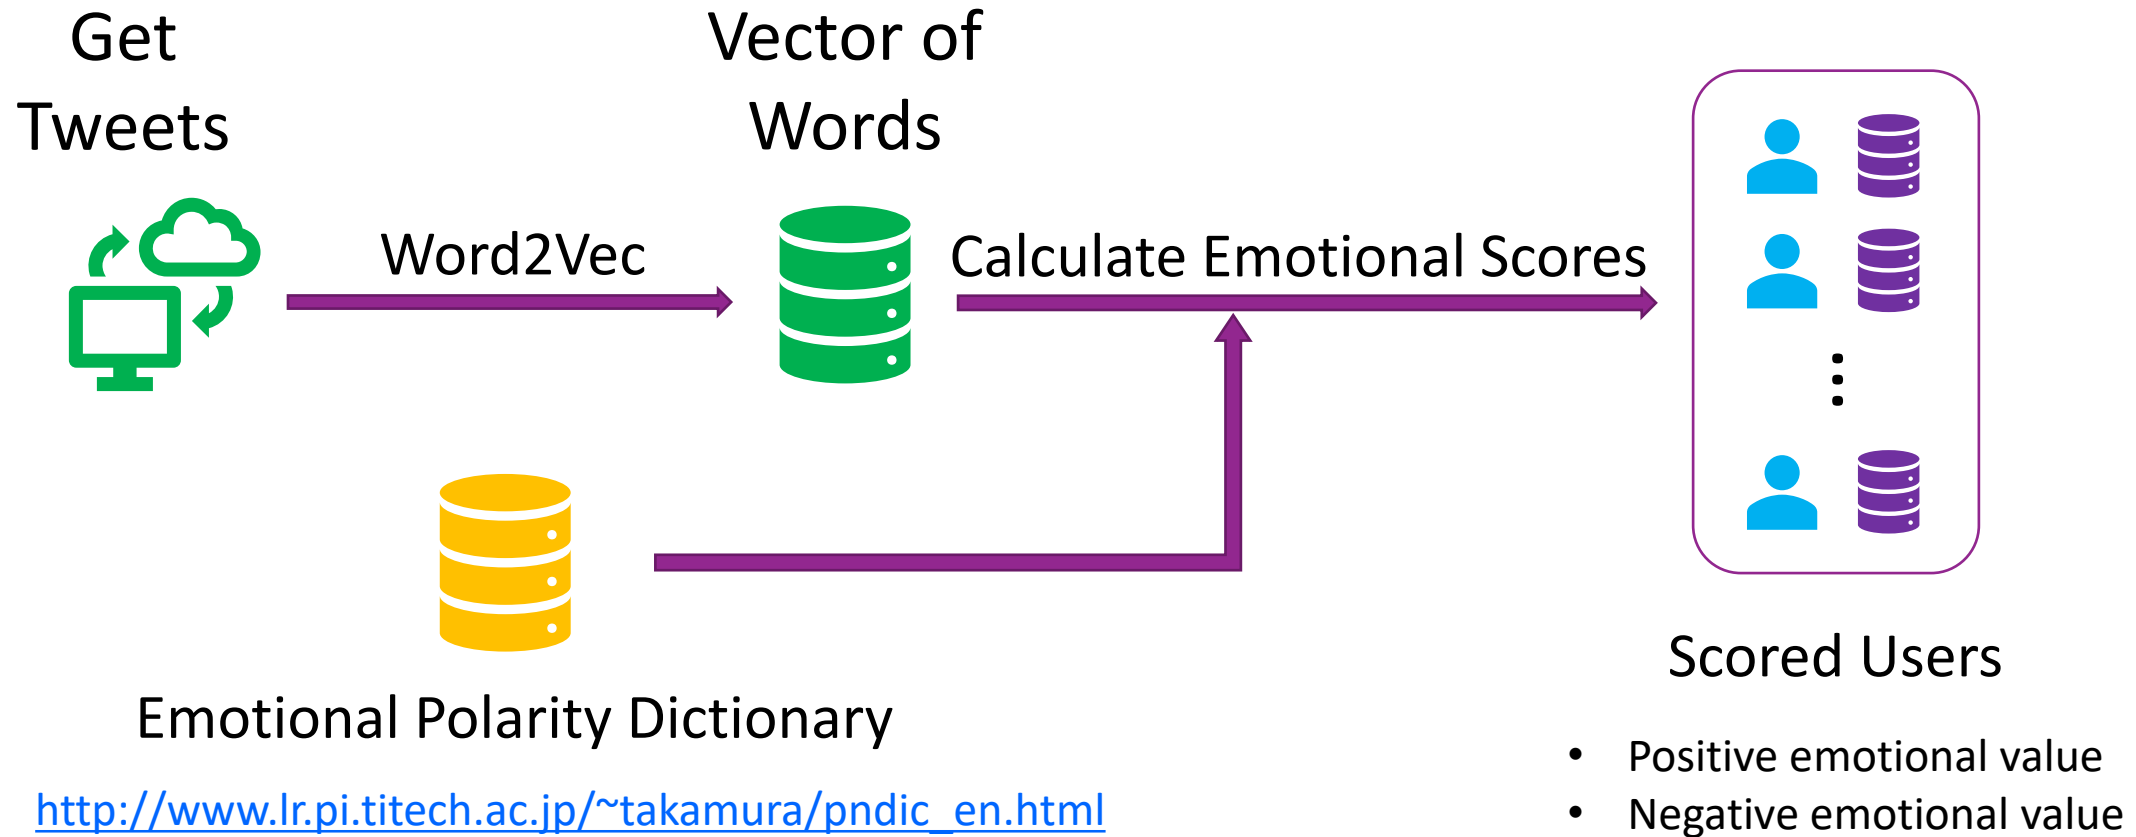 Get
Tweets
Vector of
Words
Word2Vec
Calculate Emotional Scores
Emotional Polarity Dictionary
http://www.lr.pi.titech.ac.jp/~takamura/pndic_en.html
Scored Users
• Positive emotional value
• Negative emotional value